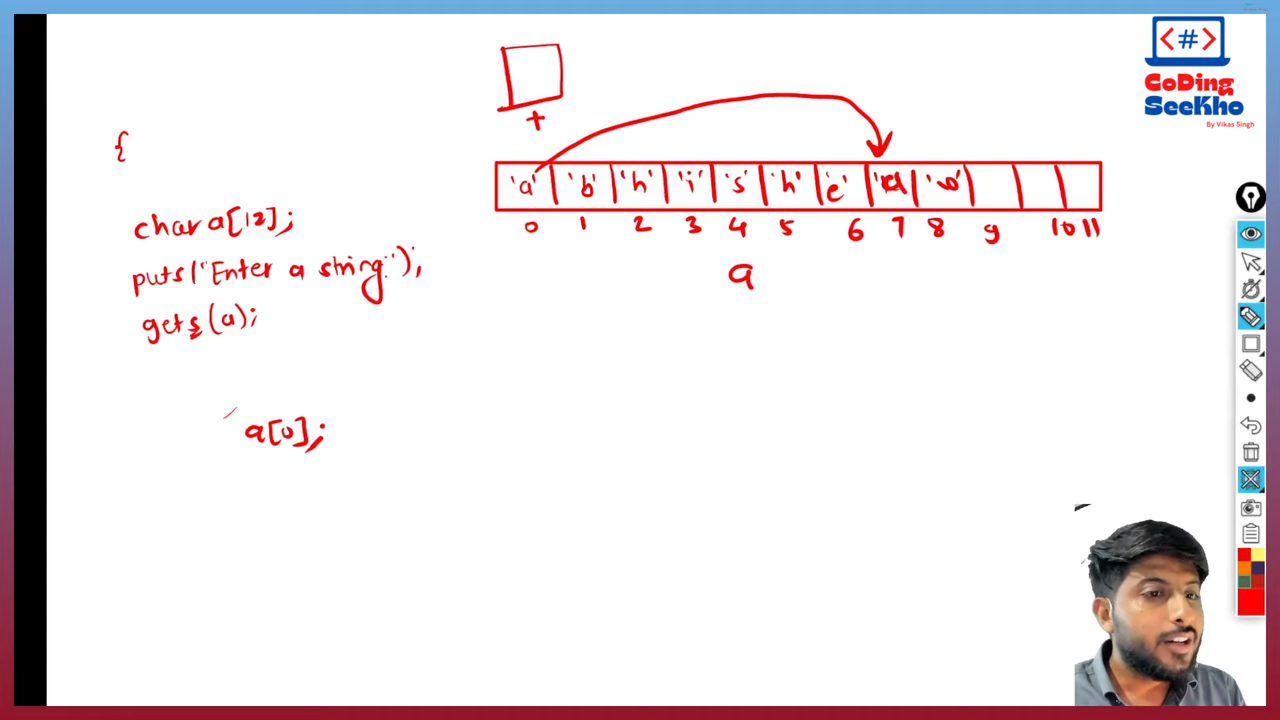 <#>
CoDing
SeeKho
By Vikas Singh
+
{
'a' 'b' 'h' 'i' 's' 'h' 'e'
0 1 2 3 4 5 6 7 8 9 10 11
a
char a[12];
puts("Enter a string:");
gets(a);
a[0];